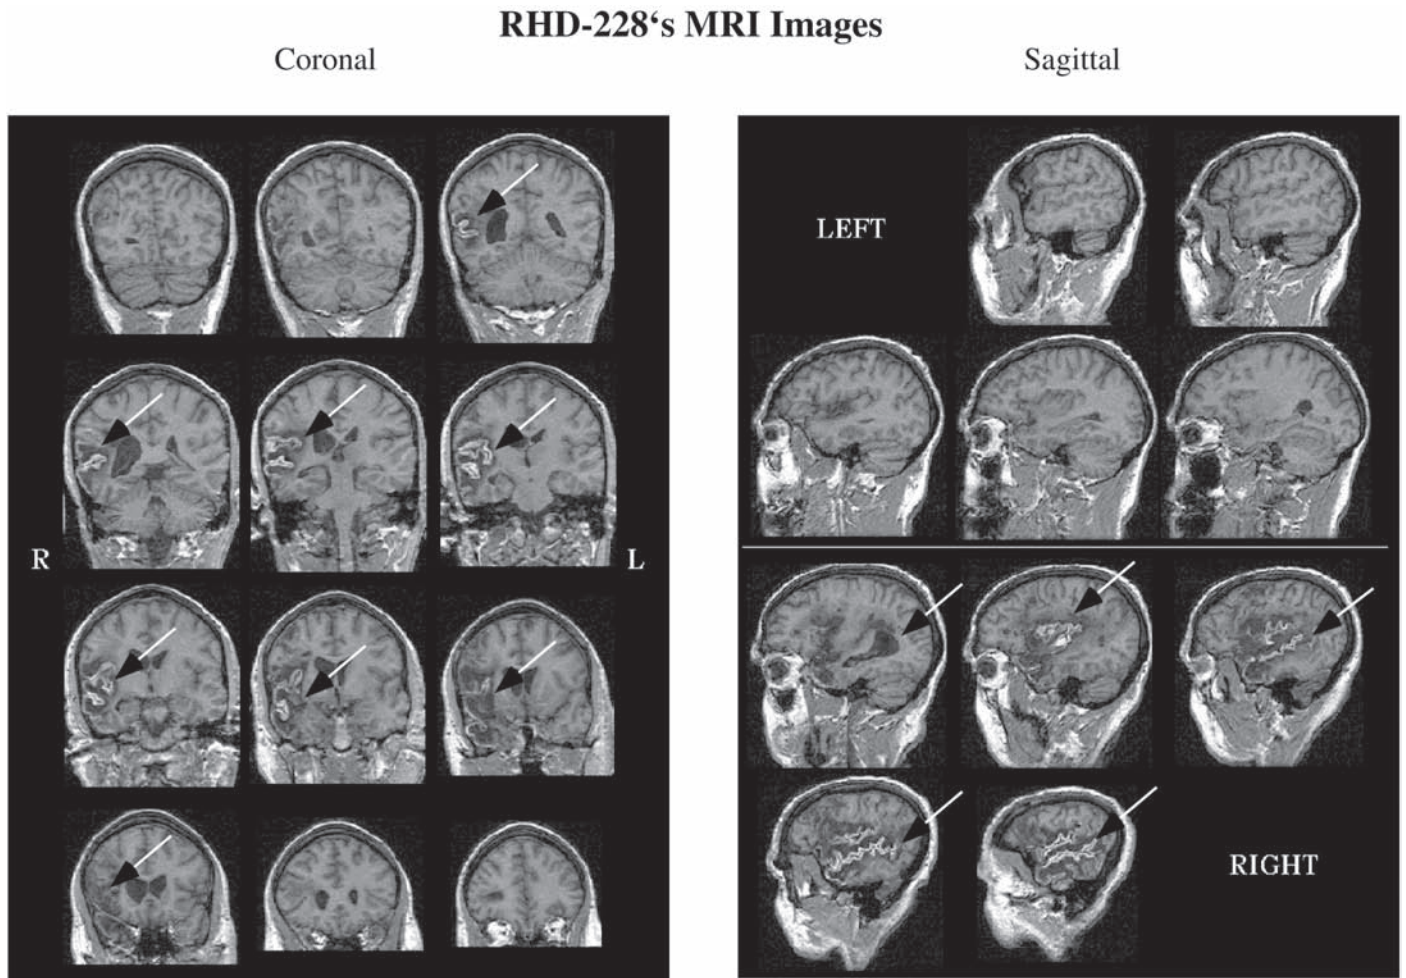 RHD-228‘s MRI Images
Coronal
Sagittal
LEFT
R
L
RIGHT